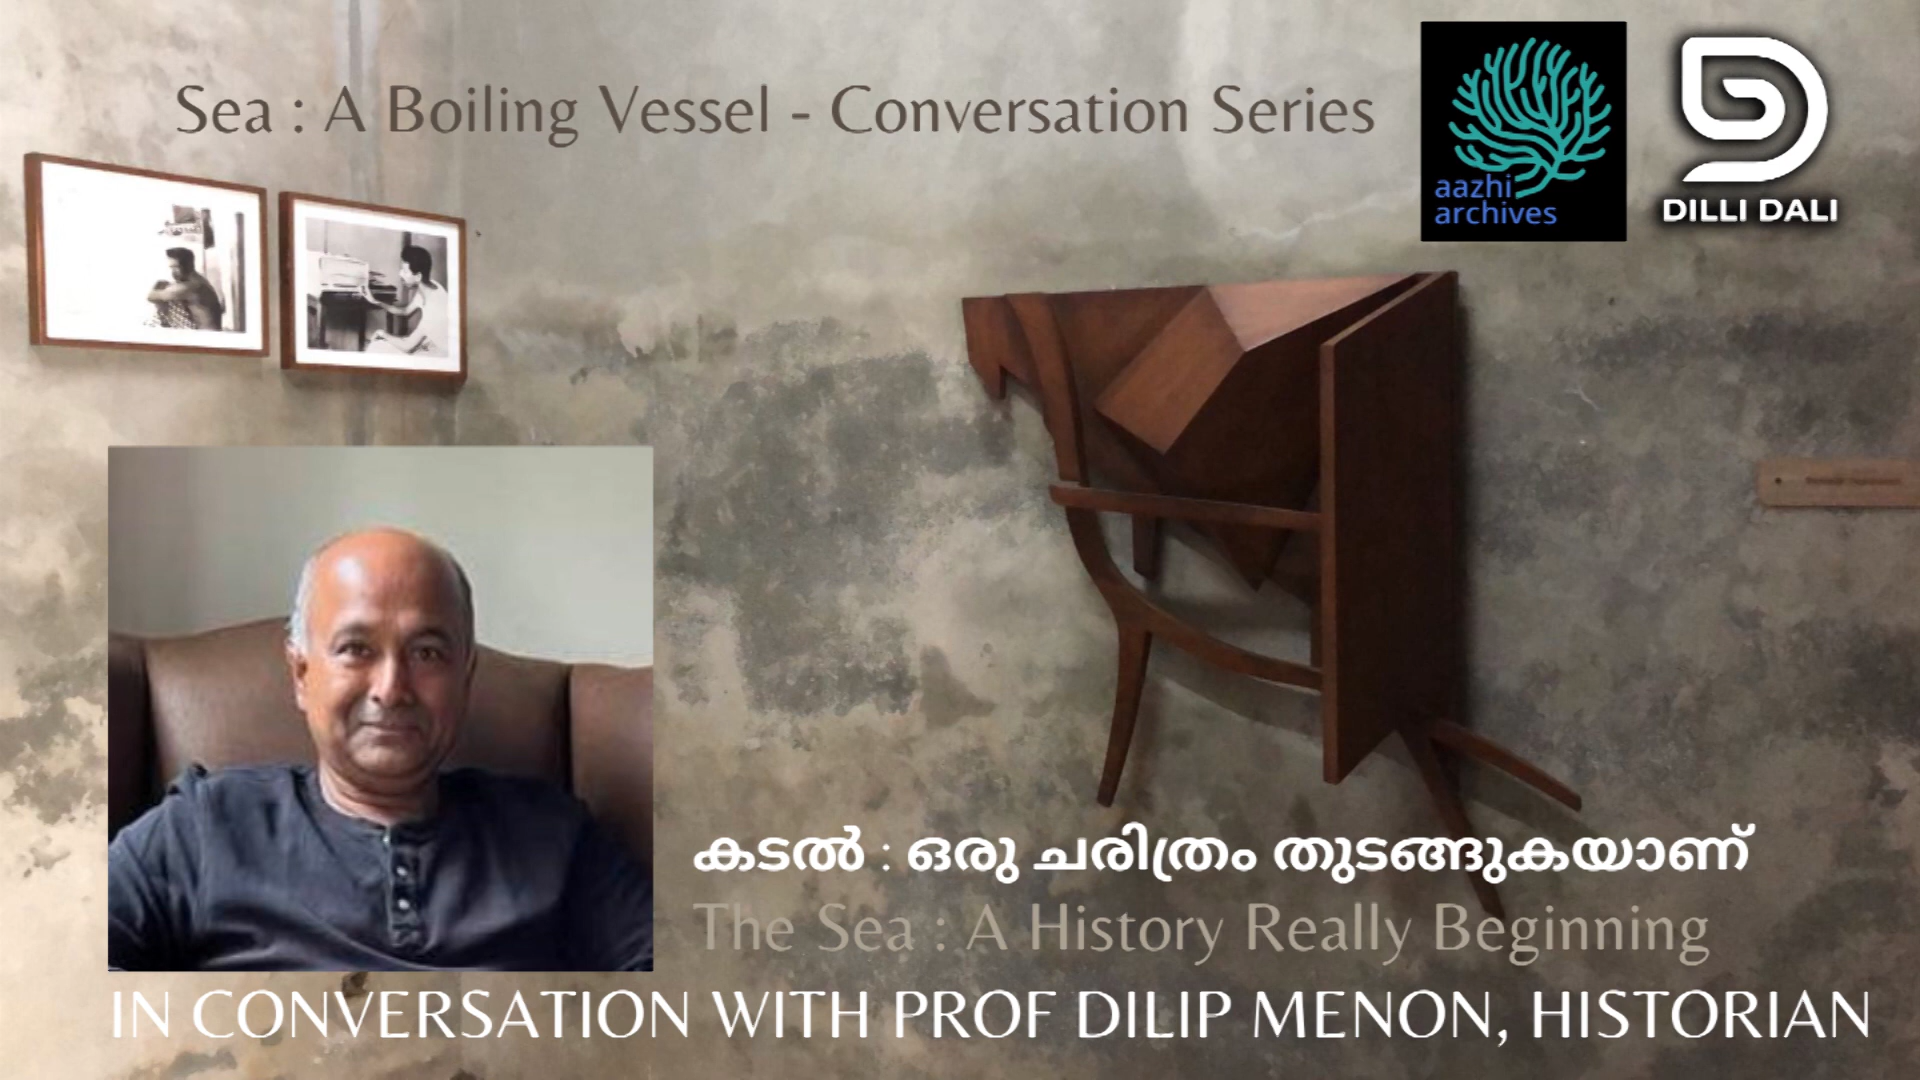 Sea : A Boiling Vessel - Conversation Series
aazhi
archives
DILLI DALI
കടൽ : ഒരു ചരിത്രം തുടങ്ങുകയാണ്
The Sea : A History Really Beginning
IN CONVERSATION WITH PROF DILIP MENON, HISTORIAN